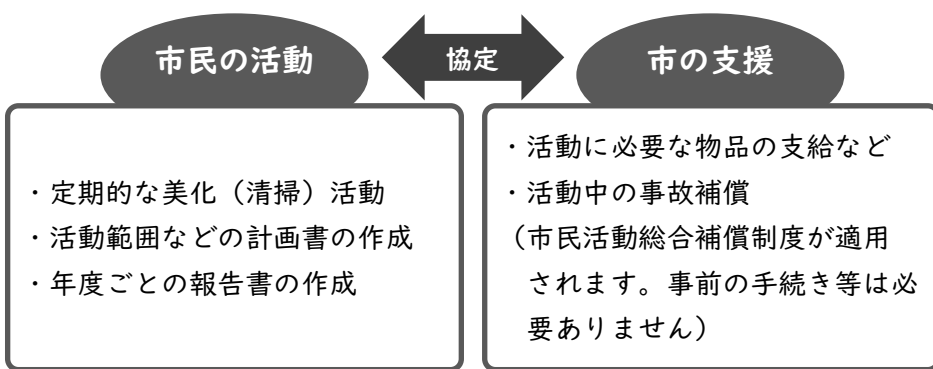 市民の活動
協定
市の支援
・定期的な美化（清掃）活動
・活動範囲などの計画書の作成
・年度ごとの報告書の作成
・活動に必要な物品の支給など
・活動中の事故補償
（市民活動総合補償制度が適用
されます。事前の手続き等は必
要ありません）